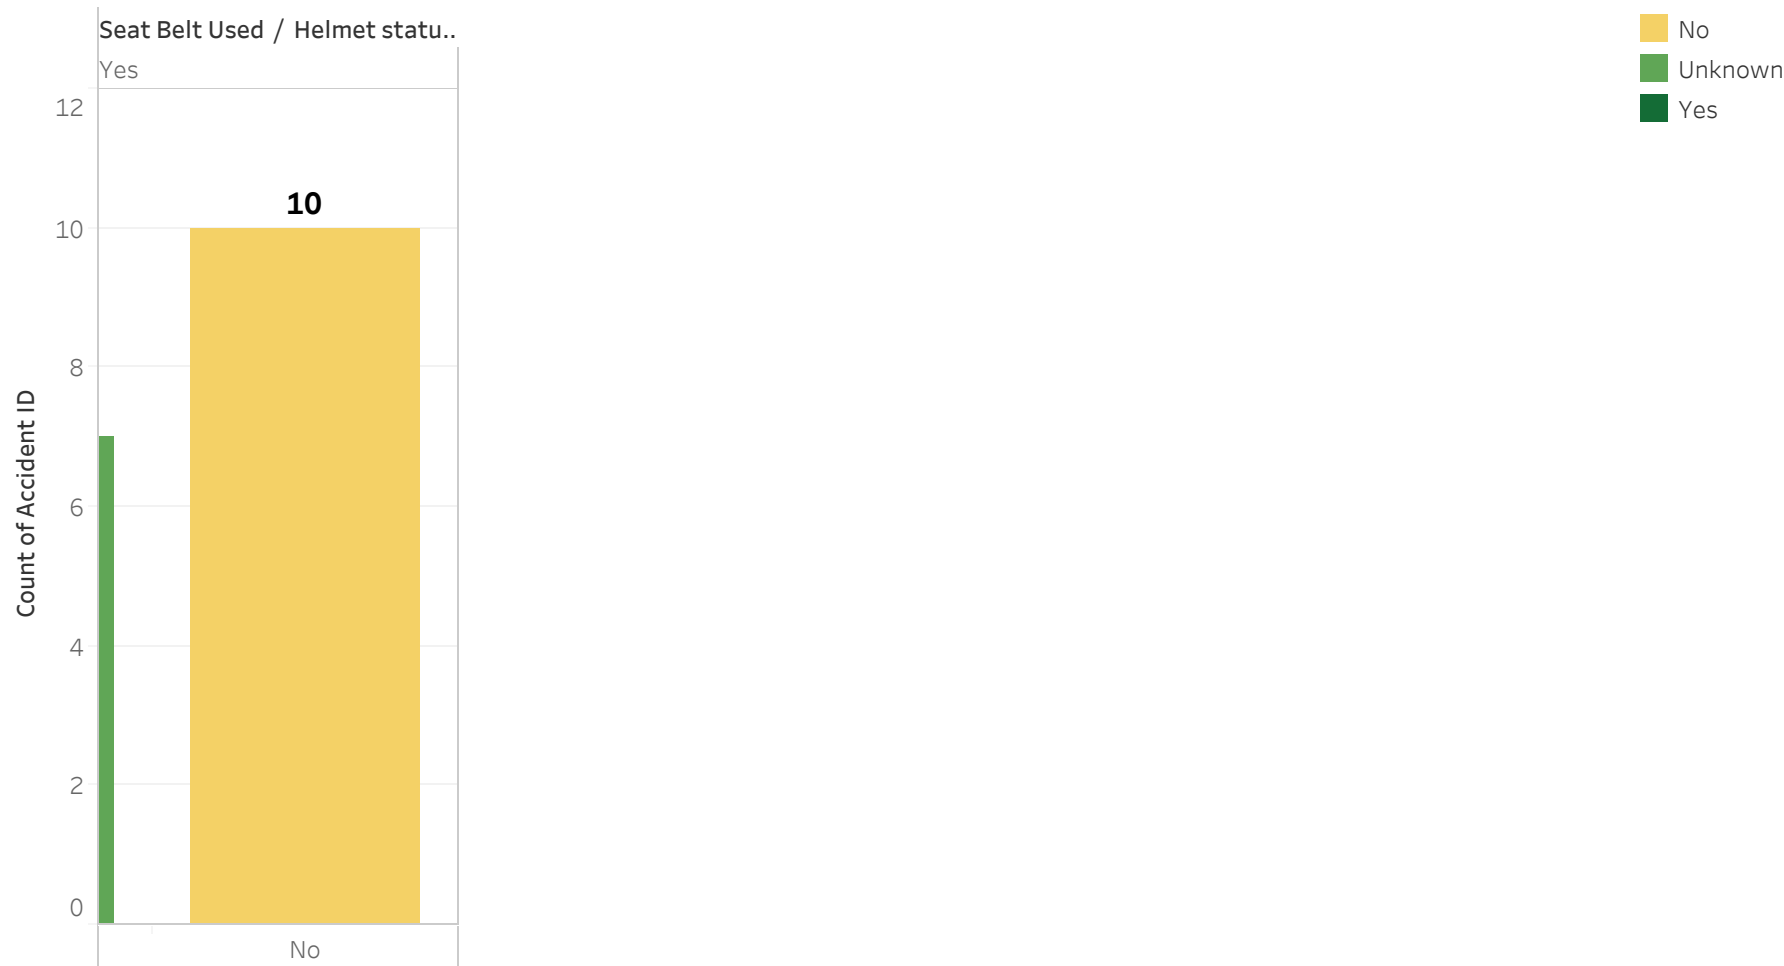 Seat Belt Used / Helmet statu..
Yes
12
10
10
8
6
4
2
0
Count of Accident ID
No
No
Unknown
Yes